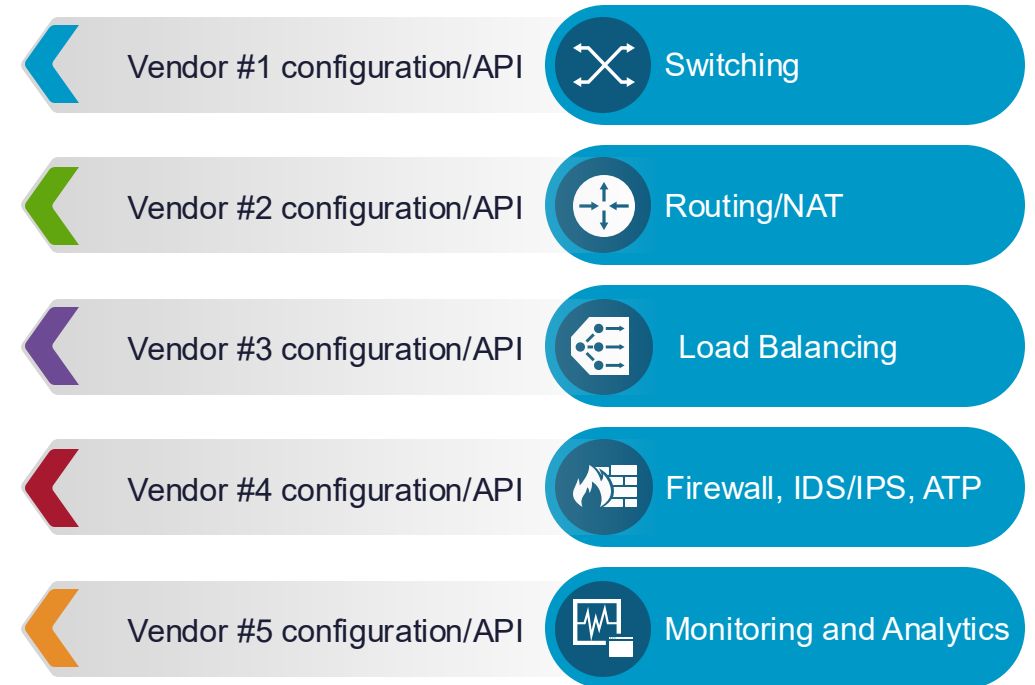 Vendor #1 configuration/API Switching
Vendor #2 configuration/API Routing/NAT
Vendor #3 configuration/API Load Balancing
Vendor #4 configuration/API Firewall, IDS/IPS, ATP
Vendor #5 configuration/API Monitoring and Analytics